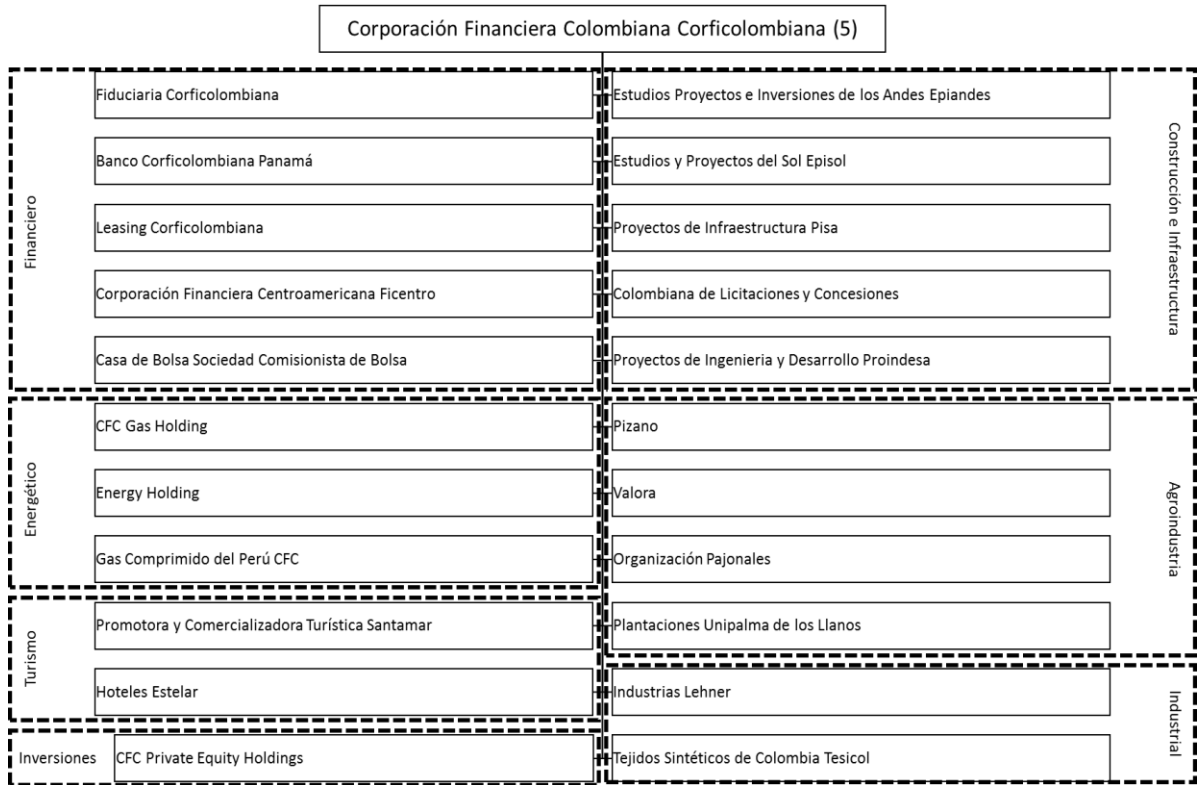 Corporación Financiera Colombiana Corficolombiana (5)
Financiero
Fiduciaria Corficolombiana
Banco Corficolombiana Panamá
Leasing Corficolombiana
Corporación Financiera Centroamericana Ficentro
Casa de Bolsa Sociedad Comisionista de Bolsa
Construcción e Infraestructura
Estudios Proyectos e Inversiones de los Andes Epiandes
Estudios y Proyectos del Sol Episol
Proyectos de Infraestructura Pisa
Colombiana de Licitaciones y Concesiones
Proyectos de Ingenieria y Desarrollo Proindesa
Energético
CFC Gas Holding
Energy Holding
Gas Comprimido del Perú CFC
Agroindustria
Pizano
Valora
Organización Pajonales
Plantaciones Unipalma de los Llanos
Turismo
Promotora y Comercializadora Turística Santamar
Hoteles Estelar
Industrial
Industrias Lehner
Tejidos Sintéticos de Colombia Tesicol
Inversiones
CFC Private Equity Holdings